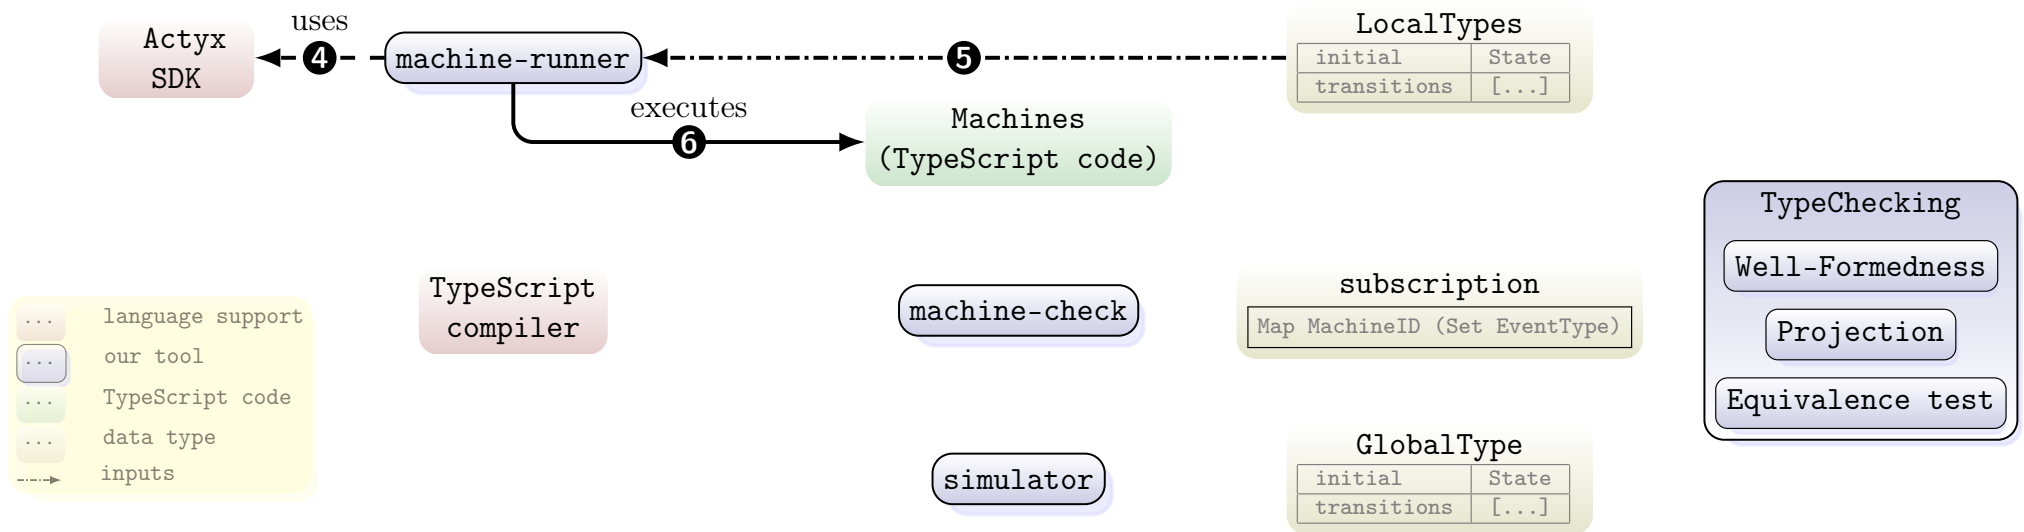 uses
Actyx
SDK
4
machine-runner
5
LocalTypes
initial State
transitions [...]
executes
6
Machines
(TypeScript code)
TypeChecking
Well-Formedness
Projection
Equivalence test
TypeScript
compiler
machine-check
subscription
Map MachineID (Set EventType)
... language support
... our tool
... TypeScript code
... data type
inputs
simulator
GlobalType
initial State
transitions [...]